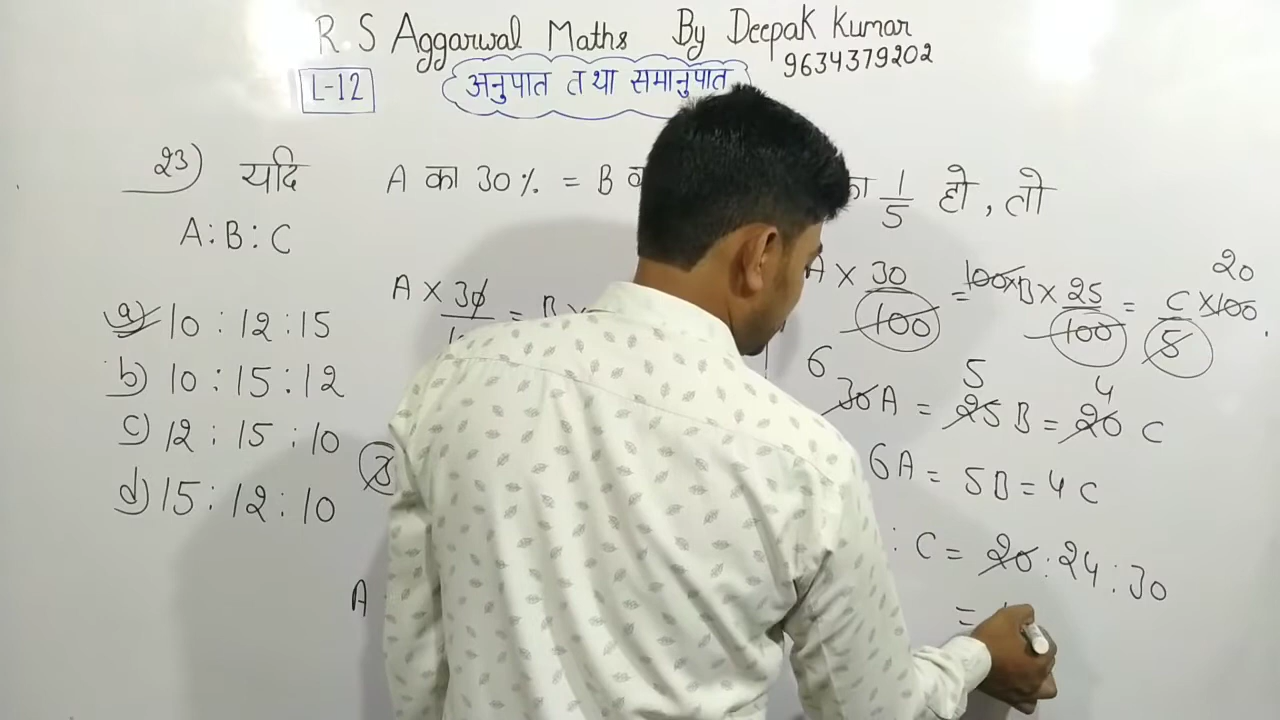 R.S Aggarwal Maths By Deepak Kumar
9634379202
L-12
अनुपात तथा समानुपात
23) यदि A का 30% = B का 1/5 हो, तो
A:B:C
a) 10 : 12 : 15
b) 10 : 15 : 12
c) 12 : 15 : 10
d) 15 : 12 : 10
A × 30
= B ×
A × 30/100 = 100×B × 25/100 = C/5 × 100
20
6 5 4
30A = 25B = 20C
6A = 5B = 4C
: C = 20 : 24 : 30
=
A